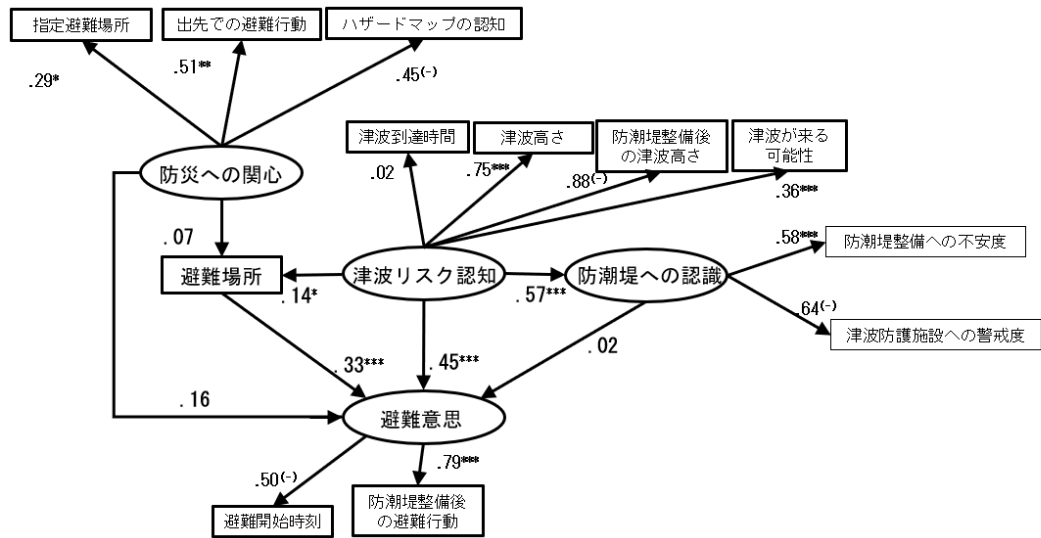 指定避難場所
出先での避難行動
ハザードマップの認知
.29*
.51**
.45(-)
津波到達時間
津波高さ
防潮堤整備後
の津波高さ
津波が来る
可能性
.02
.75***
.88(-)
.36***
防災への関心
.07
避難場所
.14*
津波リスク認知
.57***
防潮堤への認識
.58***
防潮堤整備への不安度
.64(-)
津波防護施設への警戒度
.33***
.45***
.02
.16
避難意思
.50(-)
.79***
避難開始時刻
防潮堤整備後
の避難行動